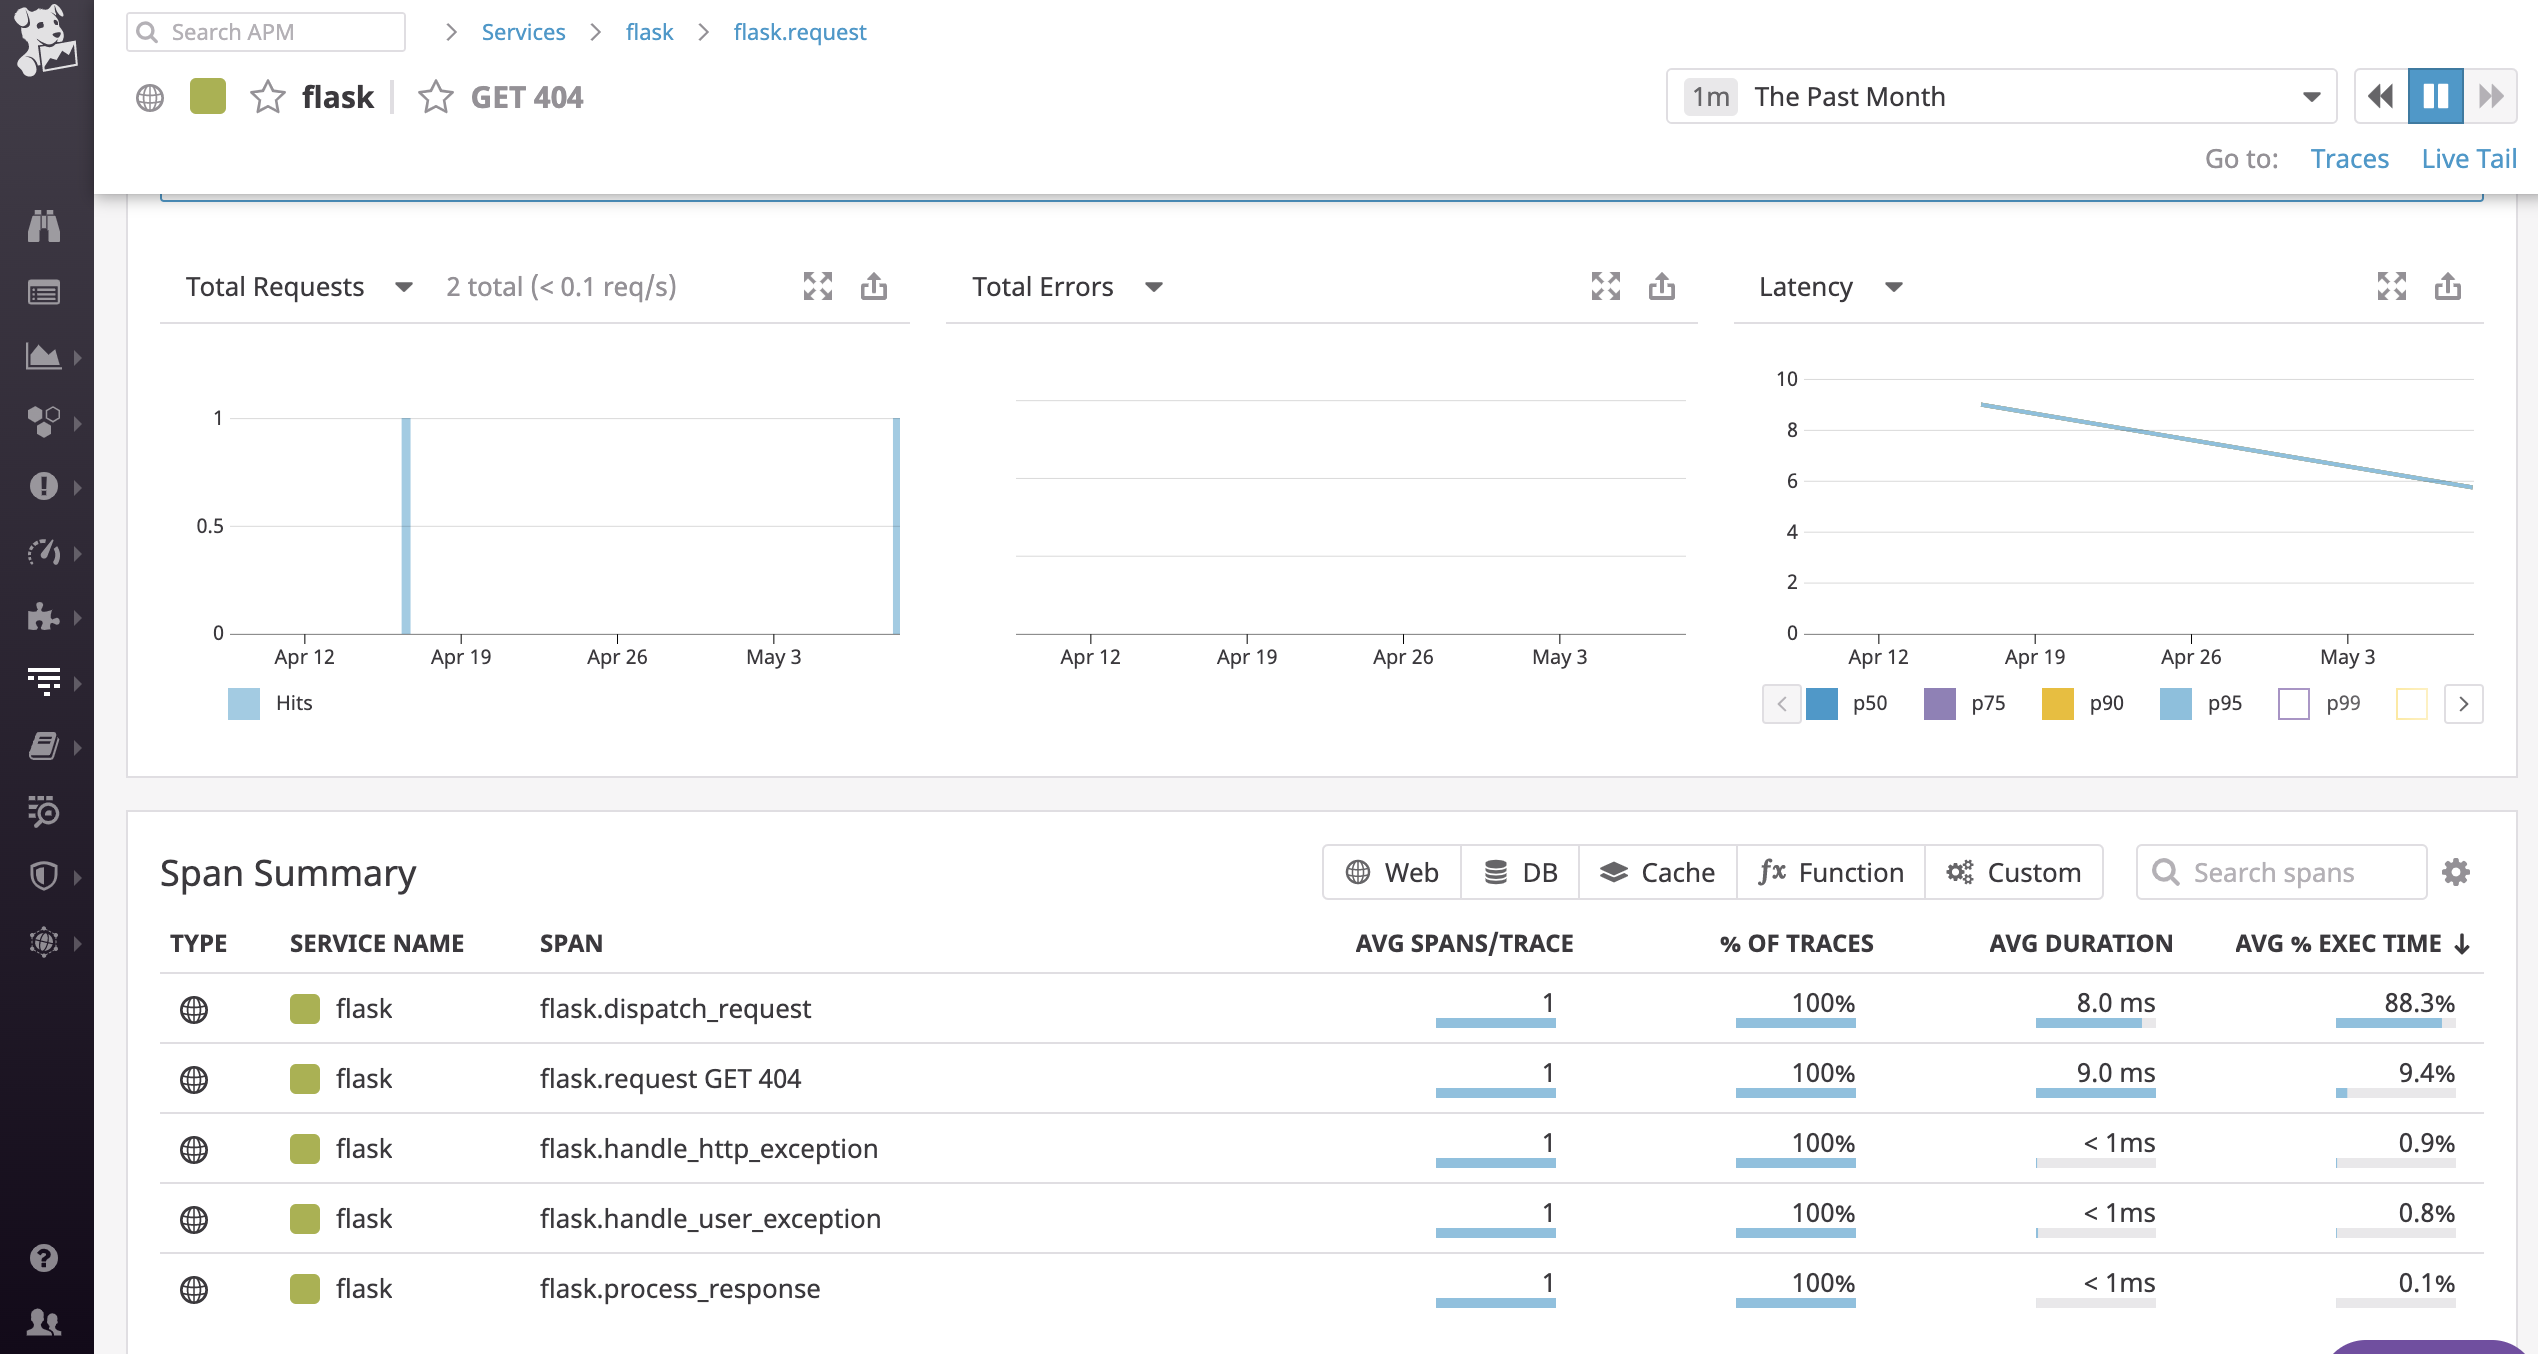 Search APM > Services > flask > flask.request
flask GET 404 1m The Past Month
Go to: Traces Live Tail
Total Requests 2 total (< 0.1 req/s)
1
0.5
0
Apr 12 Apr 19 Apr 26 May 3
Hits
Total Errors
Apr 12 Apr 19 Apr 26 May 3
Latency
10
8
6
4
2
0
Apr 12 Apr 19 Apr 26 May 3
p50 p75 p90 p95 p99
Span Summary Web DB Cache fx Function Custom Search spans
TYPE SERVICE NAME SPAN AVG SPANS/TRACE % OF TRACES AVG DURATION AVG % EXEC TIME
flask flask.dispatch_request 1 100% 8.0 ms 88.3%
flask flask.request GET 404 1 100% 9.0 ms 9.4%
flask flask.handle_http_exception 1 100% < 1ms 0.9%
flask flask.handle_user_exception 1 100% < 1ms 0.8%
flask flask.process_response 1 100% < 1ms 0.1%